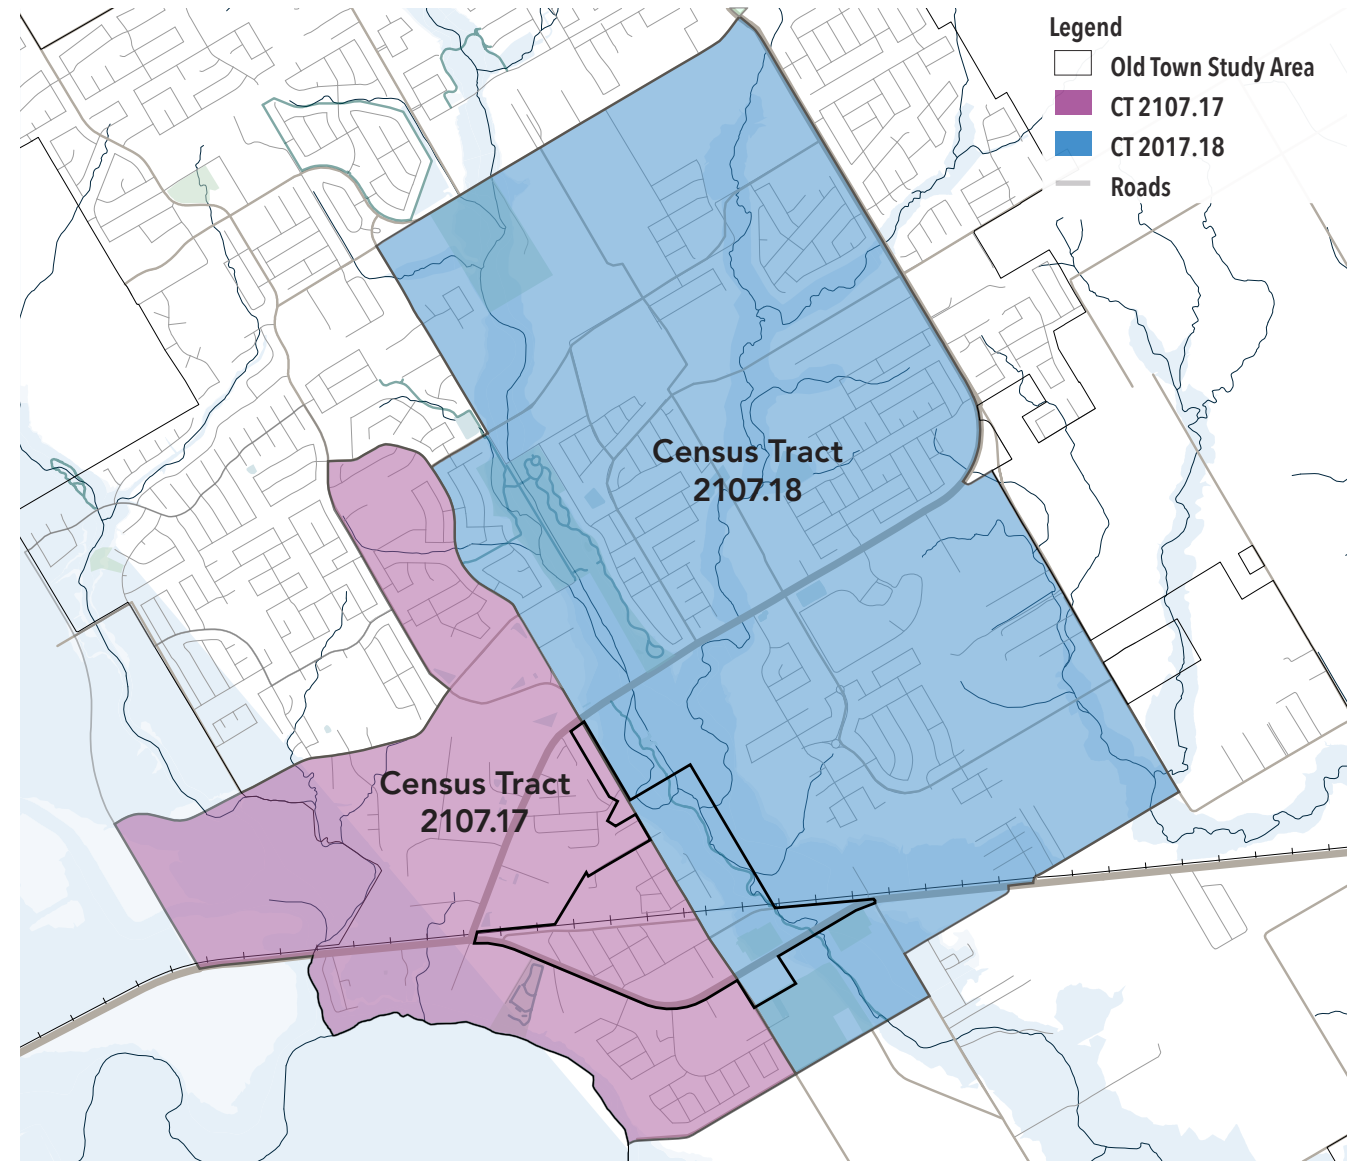 Legend
Old Town Study Area
CT 2107.17
CT 2017.18
Roads
Census Tract
2107.18
Census Tract
2107.17